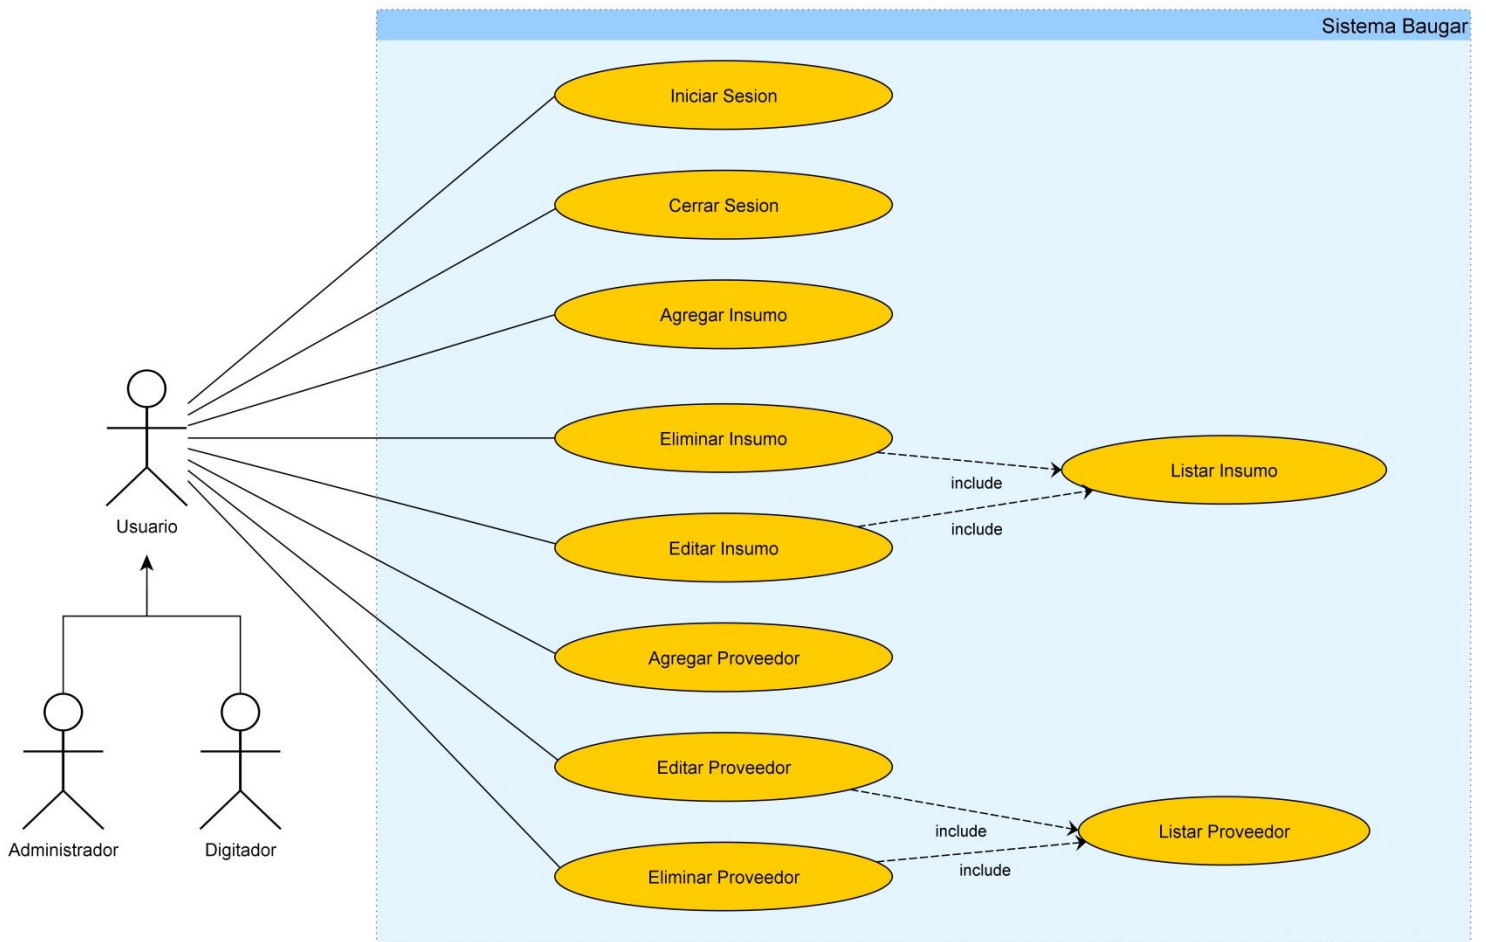 Sistema Baugar
Iniciar Sesion
Cerrar Sesion
Agregar Insumo
Eliminar Insumo
include
Listar Insumo
Usuario
include
Editar Insumo
Agregar Proveedor
Editar Proveedor
include
Listar Proveedor
Administrador
Digitador
include
Eliminar Proveedor